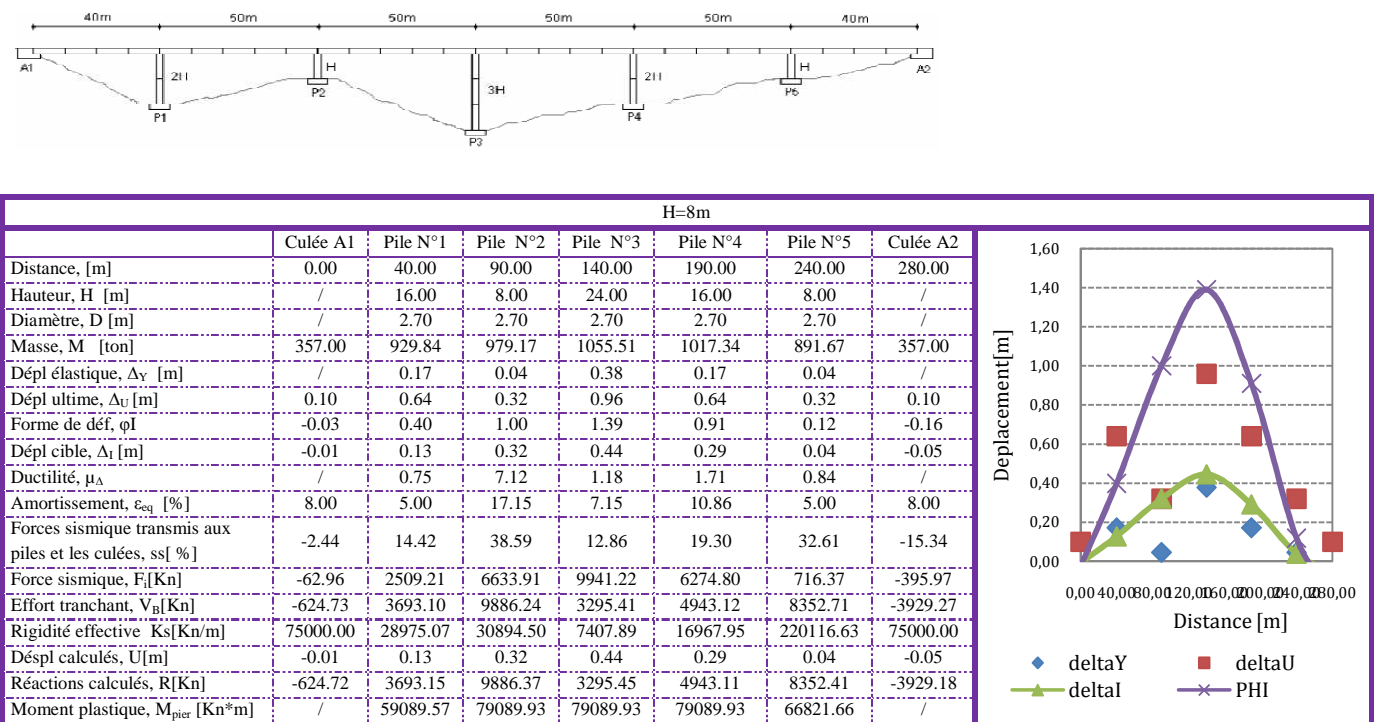 40m 50m 50m 50m 50m 40m
A1 2H H 3H 2H H A2
P1 P2 P3 P4 P5
H=8m
Culée A1 Pile N°1 Pile N°2 Pile N°3 Pile N°4 Pile N°5 Culée A2
Distance, [m] 0.00 40.00 90.00 140.00 190.00 240.00 280.00
Hauteur, H [m] / 16.00 8.00 24.00 16.00 8.00 /
Diamètre, D [m] / 2.70 2.70 2.70 2.70 2.70 /
Masse, M [ton] 357.00 929.84 979.17 1055.51 1017.34 891.67 357.00
Dépl élastique, ΔY [m] / 0.17 0.04 0.38 0.17 0.04 /
Dépl ultime, ΔU [m] 0.10 0.64 0.32 0.96 0.64 0.32 0.10
Forme de déf, φI -0.03 0.40 1.00 1.39 0.91 0.12 -0.16
Dépl cible, ΔI [m] -0.01 0.13 0.32 0.44 0.29 0.04 -0.05
Ductilité, μΔ / 0.75 7.12 1.18 1.71 0.84 /
Amortissement, εeq [%] 8.00 5.00 17.15 7.15 10.86 5.00 8.00
Forces sismique transmis aux
piles et les culées, ss[ %] -2.44 14.42 38.59 12.86 19.30 32.61 -15.34
Force sismique, Fi[Kn] -62.96 2509.21 6633.91 9941.22 6274.80 716.37 -395.97
Effort tranchant, VB[Kn] -624.73 3693.10 9886.24 3295.41 4943.12 8352.71 -3929.27
Rigidité effective Ks[Kn/m] 75000.00 28975.07 30894.50 7407.89 16967.95 220116.63 75000.00
Déspl calculés, U[m] -0.01 0.13 0.32 0.44 0.29 0.04 -0.05
Réactions calculés, R[Kn] -624.72 3693.15 9886.37 3295.45 4943.11 8352.41 -3929.18
Moment plastique, Mpier [Kn*m] / 59089.57 79089.93 79089.93 79089.93 66821.66 /
Deplacement[m]
1,60
1,40
1,20
1,00
0,80
0,60
0,40
0,20
0,00
0,00 40,00 80,00 120,00 160,00 200,00 240,00 280,00
Distance [m]
deltaY deltaU
deltaI PHI